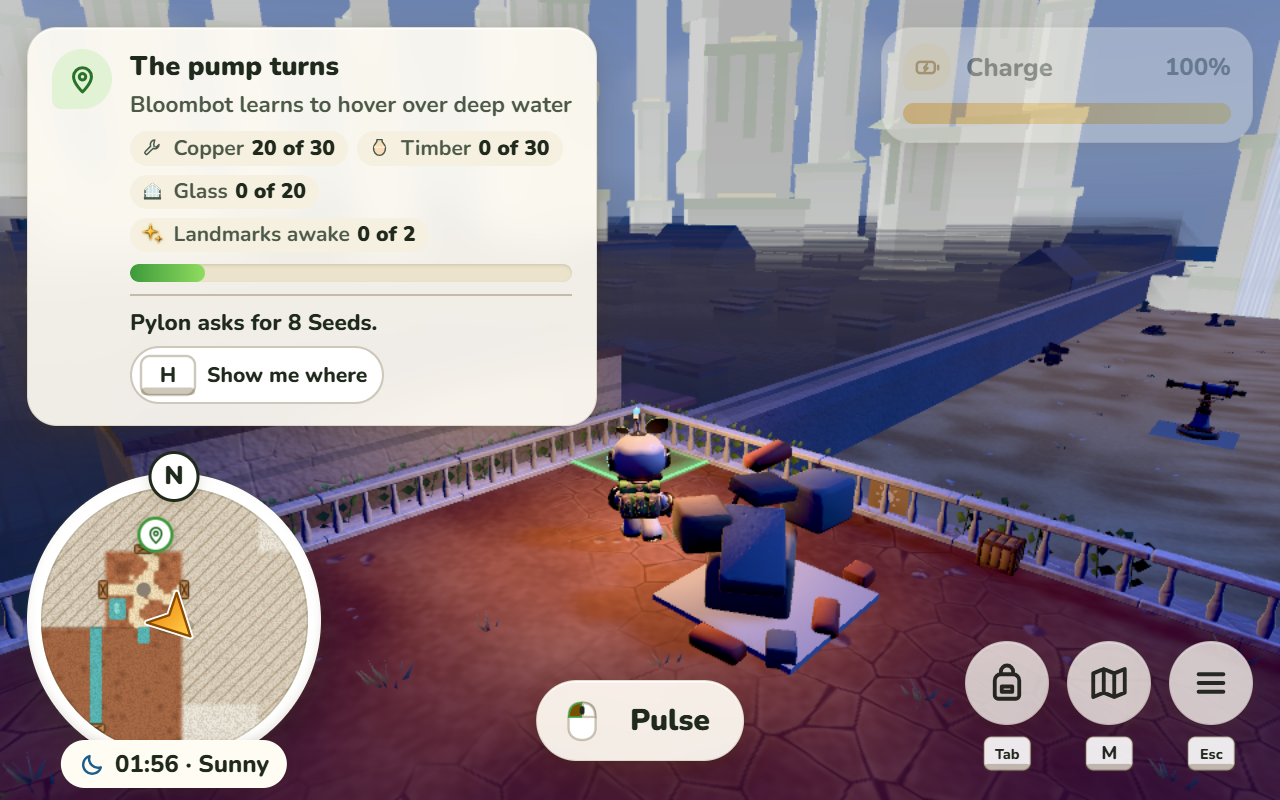 The pump turns
Bloombot learns to hover over deep water
Copper 20 of 30
Timber 0 of 30
Glass 0 of 20
Landmarks awake 0 of 2
Pylon asks for 8 Seeds.
H Show me where
Charge 100%
N
01:56 · Sunny
Pulse
Tab
M
Esc